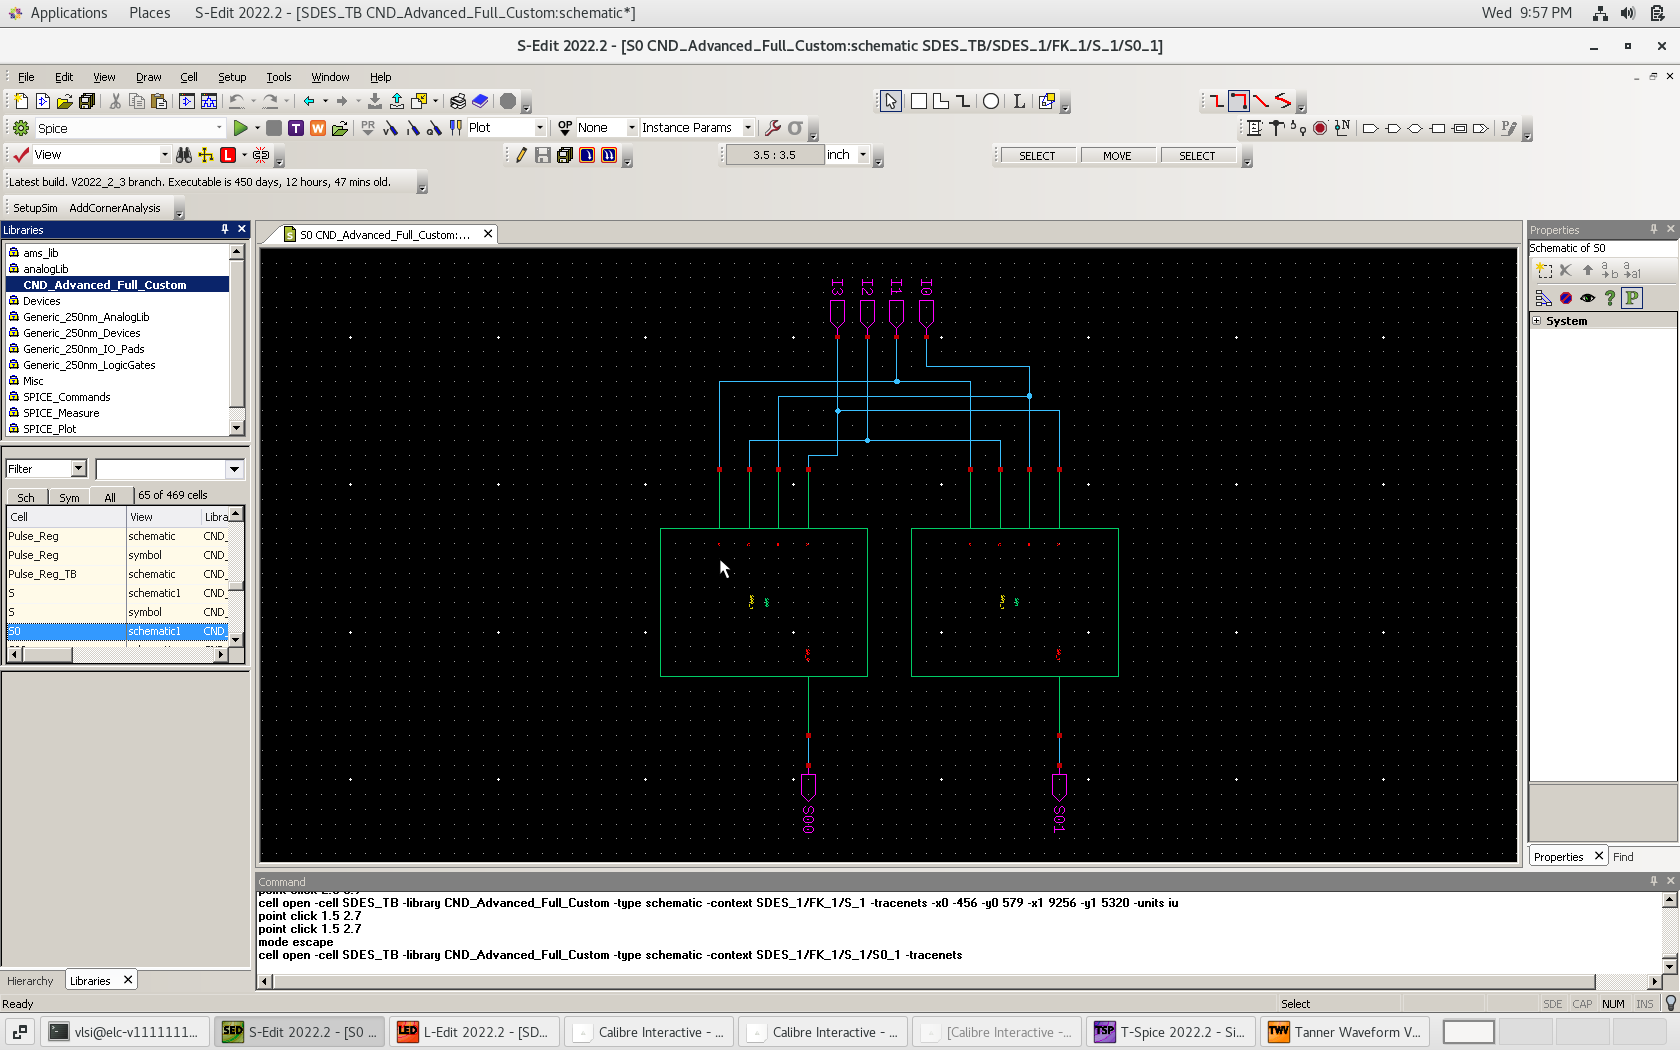 Applications Places S-Edit 2022.2 - [SDES_TB CND_Advanced_Full_Custom:schematic*] Wed 9:57 PM
S-Edit 2022.2 - [S0 CND_Advanced_Full_Custom:schematic SDES_TB/SDES_1/FK_1/S_1/S0_1]
File Edit View Draw Cell Setup Tools Window Help
Spice Plot OP None Instance Params
View 3.5 : 3.5 inch SELECT MOVE SELECT
Latest build. V2022_2_3 branch. Executable is 450 days, 12 hours, 47 mins old.
SetupSim AddCornerAnalysis
Libraries
ams_lib
analogLib
CND_Advanced_Full_Custom
Devices
Generic_250nm_AnalogLib
Generic_250nm_Devices
Generic_250nm_IO_Pads
Generic_250nm_LogicGates
Misc
SPICE_Commands
SPICE_Measure
SPICE_Plot
Filter
Sch Sym All 65 of 469 cells
Cell View Libra
Pulse_Reg schematic CND_
Pulse_Reg symbol CND_
Pulse_Reg_TB schematic CND_
S schematic1 CND_
S symbol CND_
S0 schematic1 CND_
Hierarchy Libraries
S0 CND_Advanced_Full_Custom:...
I3 I2 I1 I0
S00 S01
Properties
Schematic of S0
System
Properties Find
Command
cell open -cell SDES_TB -library CND_Advanced_Full_Custom -type schematic -context SDES_1/FK_1/S_1 -tracenets -x0 -456 -y0 579 -x1 9256 -y1 5320 -units iu
point click 1.5 2.7
point click 1.5 2.7
mode escape
cell open -cell SDES_TB -library CND_Advanced_Full_Custom -type schematic -context SDES_1/FK_1/S_1/S0_1 -tracenets
Ready Select SDE CAP NUM INS
vlsi@elc-v1111111... S-Edit 2022.2 - [S0 ... L-Edit 2022.2 - [SD... Calibre Interactive - ... Calibre Interactive - ... [Calibre Interactive - ... T-Spice 2022.2 - Si... Tanner Waveform V...